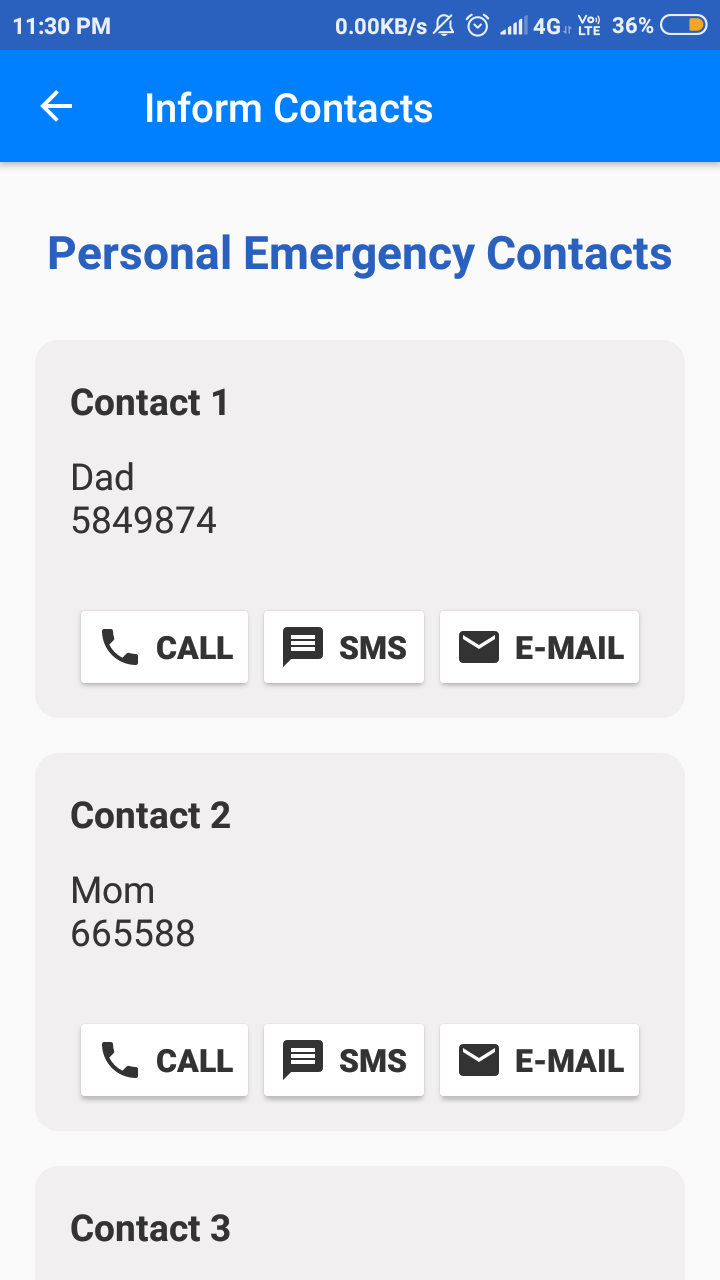 11:30 PM 0.00KB/s 4G Vo)) LTE 36%
Inform Contacts
Personal Emergency Contacts
Contact 1
Dad
5849874
CALL SMS E-MAIL
Contact 2
Mom
665588
CALL SMS E-MAIL
Contact 3